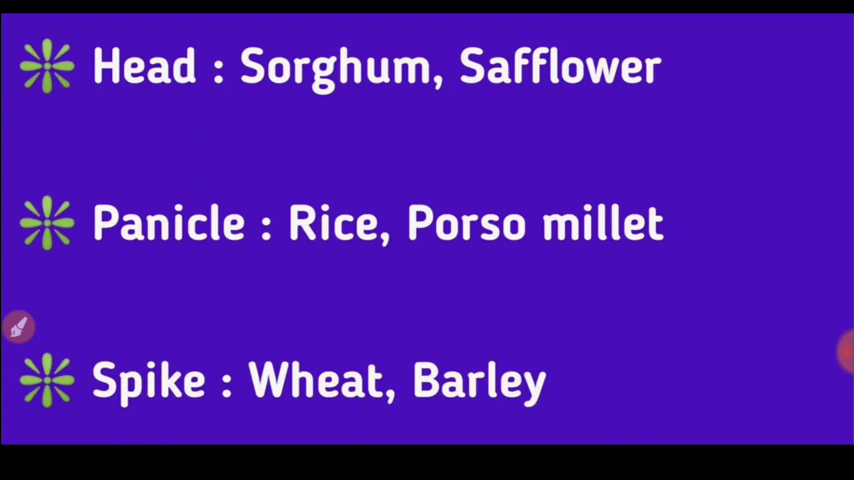 Head : Sorghum, Safflower
Panicle : Rice, Porso millet
Spike : Wheat, Barley